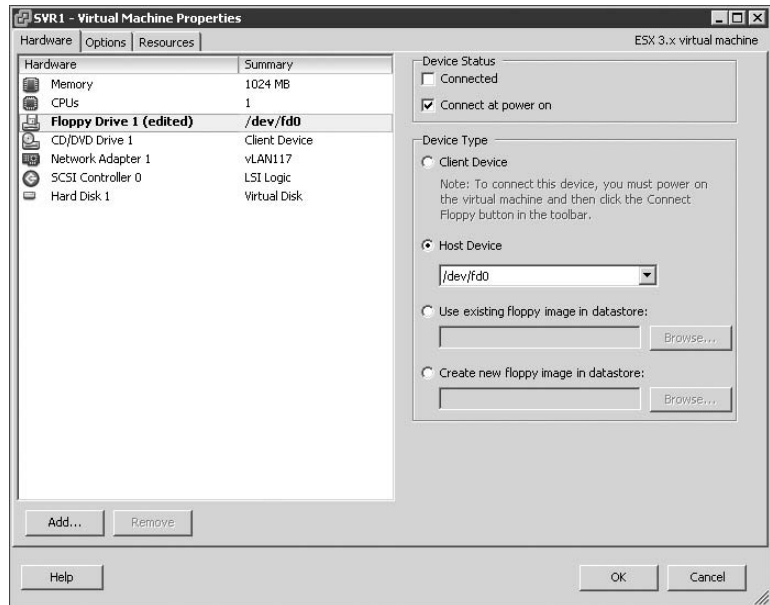 SVR1 - Virtual Machine Properties
Hardware Options Resources
ESX 3.x virtual machine
Hardware Summary
Memory 1024 MB
CPUs 1
Floppy Drive 1 (edited) /dev/fd0
CD/DVD Drive 1 Client Device
Network Adapter 1 vLAN117
SCSI Controller 0 LSI Logic
Hard Disk 1 Virtual Disk
Add...
Remove
Device Status
Connected
Connect at power on
Device Type
Client Device
Note: To connect this device, you must power on
the virtual machine and then click the Connect
Floppy button in the toolbar.
Host Device
/dev/fd0
Use existing floppy image in datastore:
Browse...
Create new floppy image in datastore:
Browse...
Help
OK
Cancel